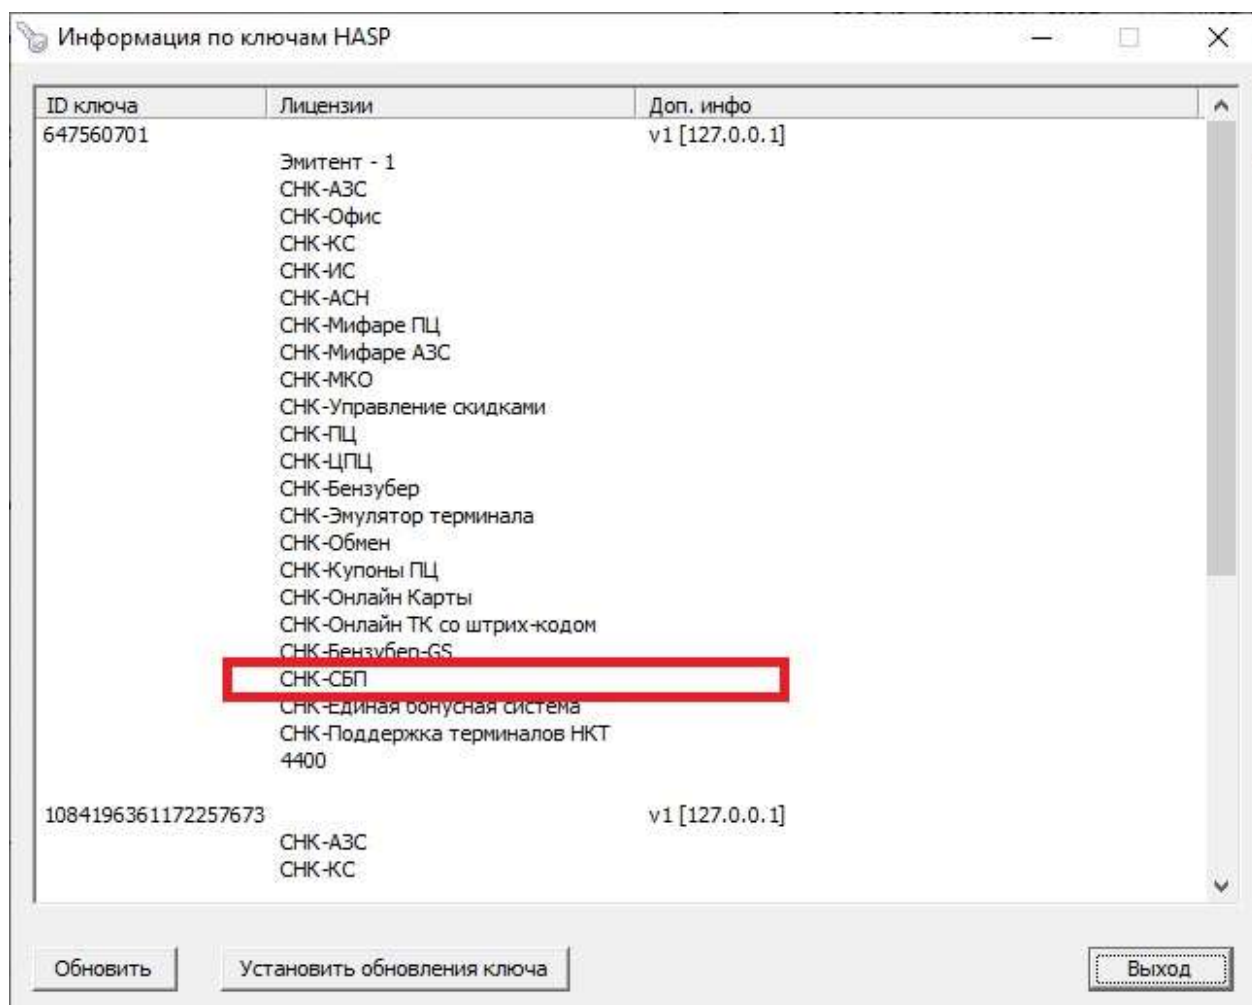 Информация по ключам HASP
ID ключа Лицензии Доп. инфо
647560701 v1 [127.0.0.1]
Эмитент - 1
СНК-АЗС
СНК-Офис
СНК-КС
СНК-ИС
СНК-АСН
СНК-Мифаре ПЦ
СНК-Мифаре АЗС
СНК-МКО
СНК-Управление скидками
СНК-ПЦ
СНК-ЦПЦ
СНК-Бензубер
СНК-Эмулятор терминала
СНК-Обмен
СНК-Купоны ПЦ
СНК-Онлайн Карты
СНК-Онлайн ТК со штрих-кодом
СНК-Бензубер-GS
СНК-СБП
СНК-Единая бонусная система
СНК-Поддержка терминалов НКТ
4400
1084196361172257673 v1 [127.0.0.1]
СНК-АЗС
СНК-КС
Обновить Установить обновления ключа Выход